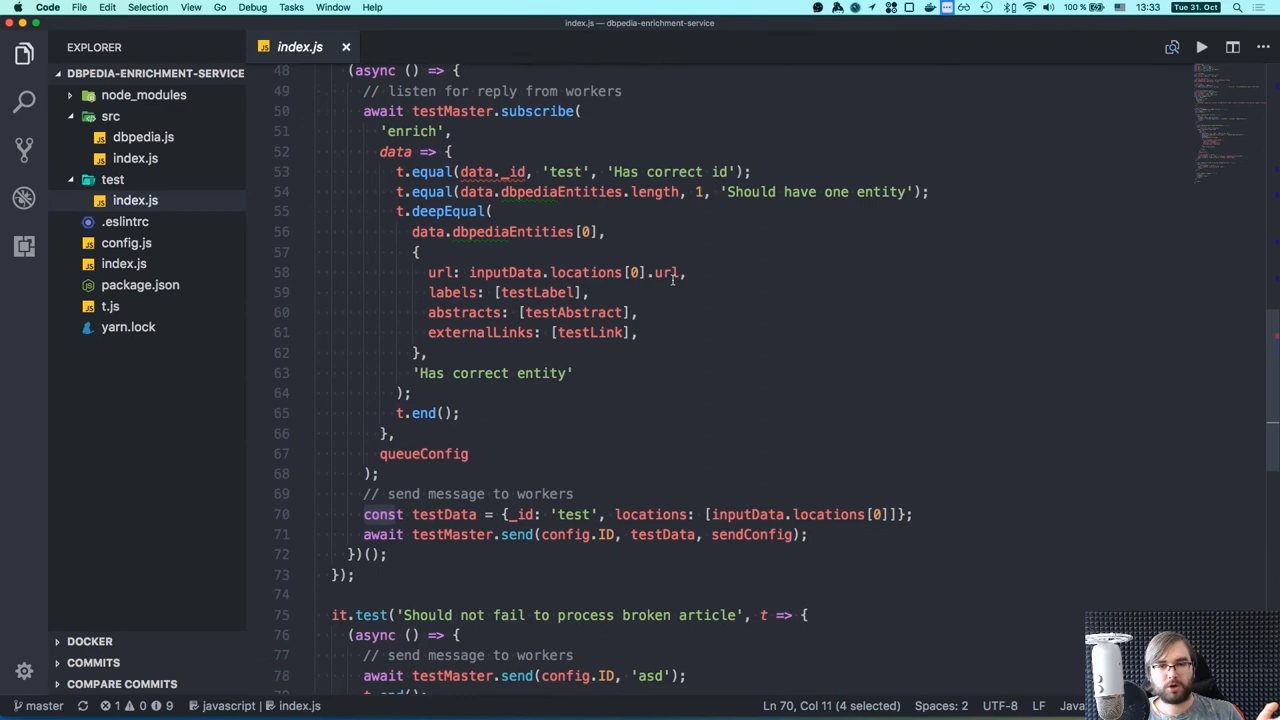 Code File Edit Selection View Go Debug Tasks Window Help 100 % 13:33 Tue 31. Oct
index.js — dbpedia-enrichment-service
EXPLORER
DBPEDIA-ENRICHMENT-SERVICE
node_modules
src
dbpedia.js
index.js
test
index.js
.eslintrc
config.js
index.js
package.json
t.js
yarn.lock
DOCKER
COMMITS
COMPARE COMMITS
JS index.js
48 (async () => {
49 // listen for reply from workers
50 await testMaster.subscribe(
51 'enrich',
52 data => {
53 t.equal(data._id, 'test', 'Has correct id');
54 t.equal(data.dbpediaEntities.length, 1, 'Should have one entity');
55 t.deepEqual(
56 data.dbpediaEntities[0],
57 {
58 url: inputData.locations[0].url,
59 labels: [testLabel],
60 abstracts: [testAbstract],
61 externalLinks: [testLink],
62 },
63 'Has correct entity'
64 );
65 t.end();
66 },
67 queueConfig
68 );
69 // send message to workers
70 const testData = {_id: 'test', locations: [inputData.locations[0]]};
71 await testMaster.send(config.ID, testData, sendConfig);
72 })();
73 });
74
75 it.test('Should not fail to process broken article', t => {
76 (async () => {
77 // send message to workers
78 await testMaster.send(config.ID, 'asd');
79 t.end();
master 1 0 9 javascript index.js Ln 70, Col 11 (4 selected) Spaces: 2 UTF-8 LF